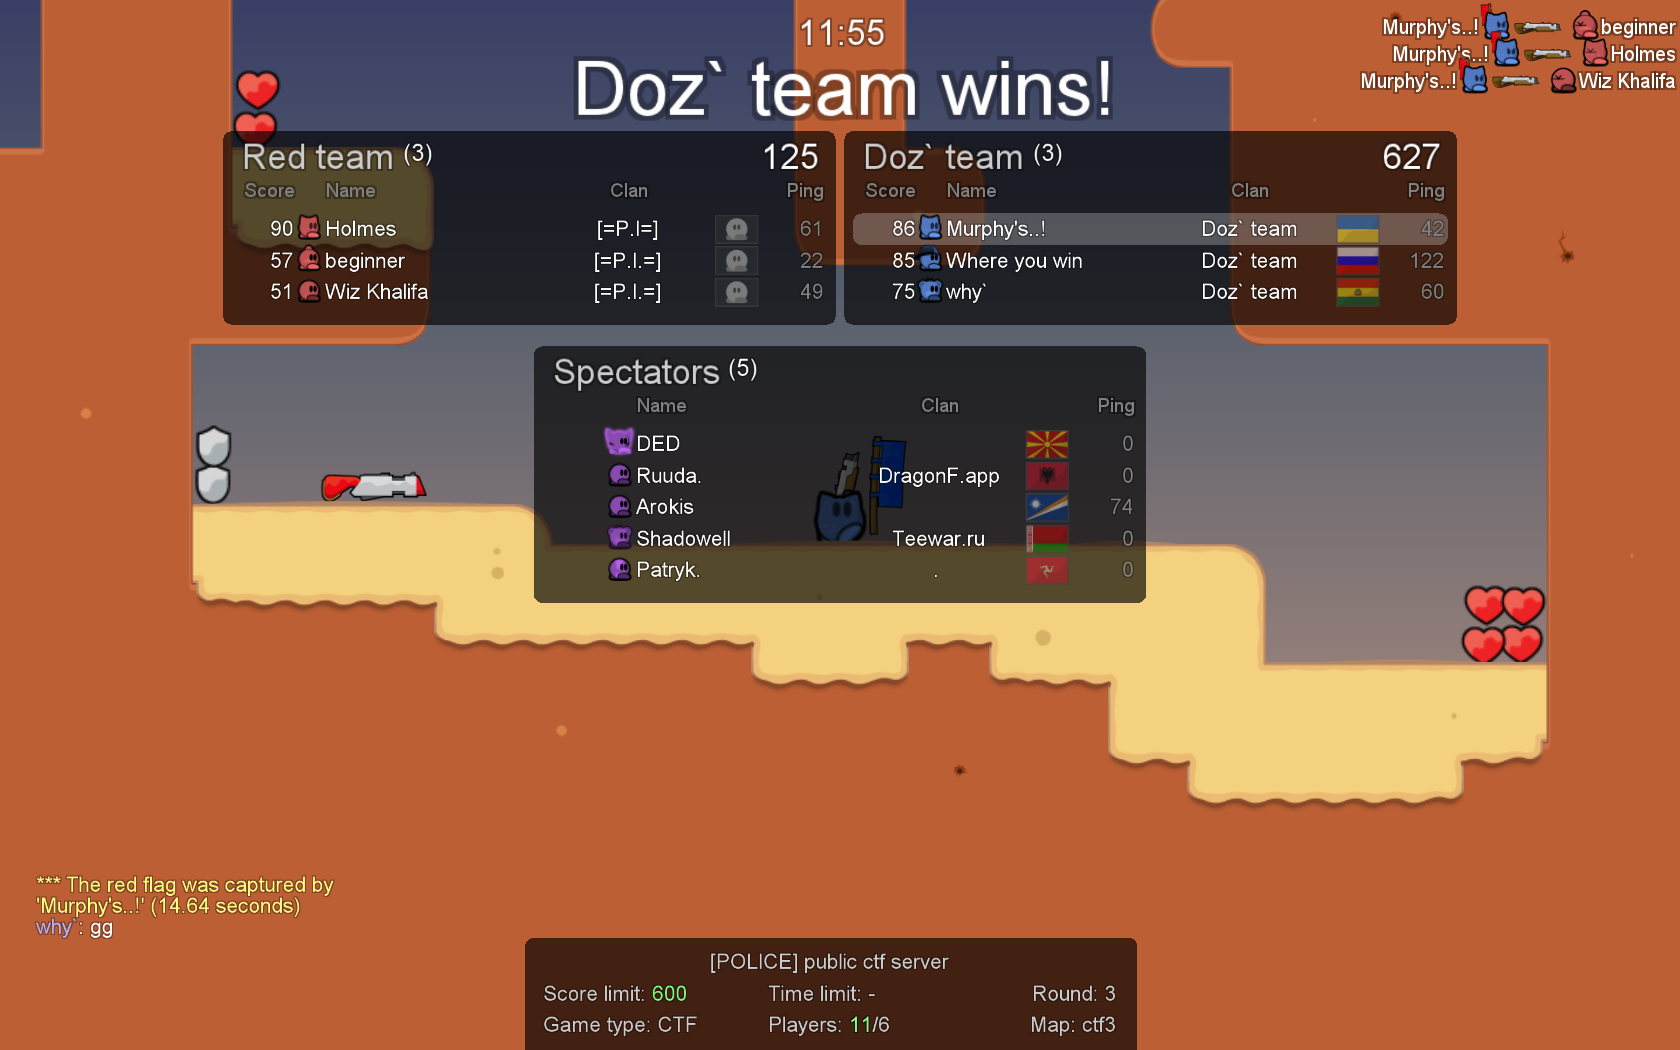 11:55
Doz` team wins!
Murphy's..! beginner
Murphy's..! Holmes
Murphy's..! Wiz Khalifa
Red team (3) 125
Score Name Clan Ping
90 Holmes [=P.I=] 61
57 beginner [=P.I.=] 22
51 Wiz Khalifa [=P.I.=] 49
Doz` team (3) 627
Score Name Clan Ping
86 Murphy's..! Doz` team 42
85 Where you win Doz` team 122
75 why` Doz` team 60
Spectators (5)
Name Clan Ping
DED 0
Ruuda. DragonF.app 0
Arokis 74
Shadowell Teewar.ru 0
Patryk. . 0
*** The red flag was captured by
'Murphy's..!' (14.64 seconds)
why`: gg
[POLICE] public ctf server
Score limit: 600 Time limit: - Round: 3
Game type: CTF Players: 11/6 Map: ctf3